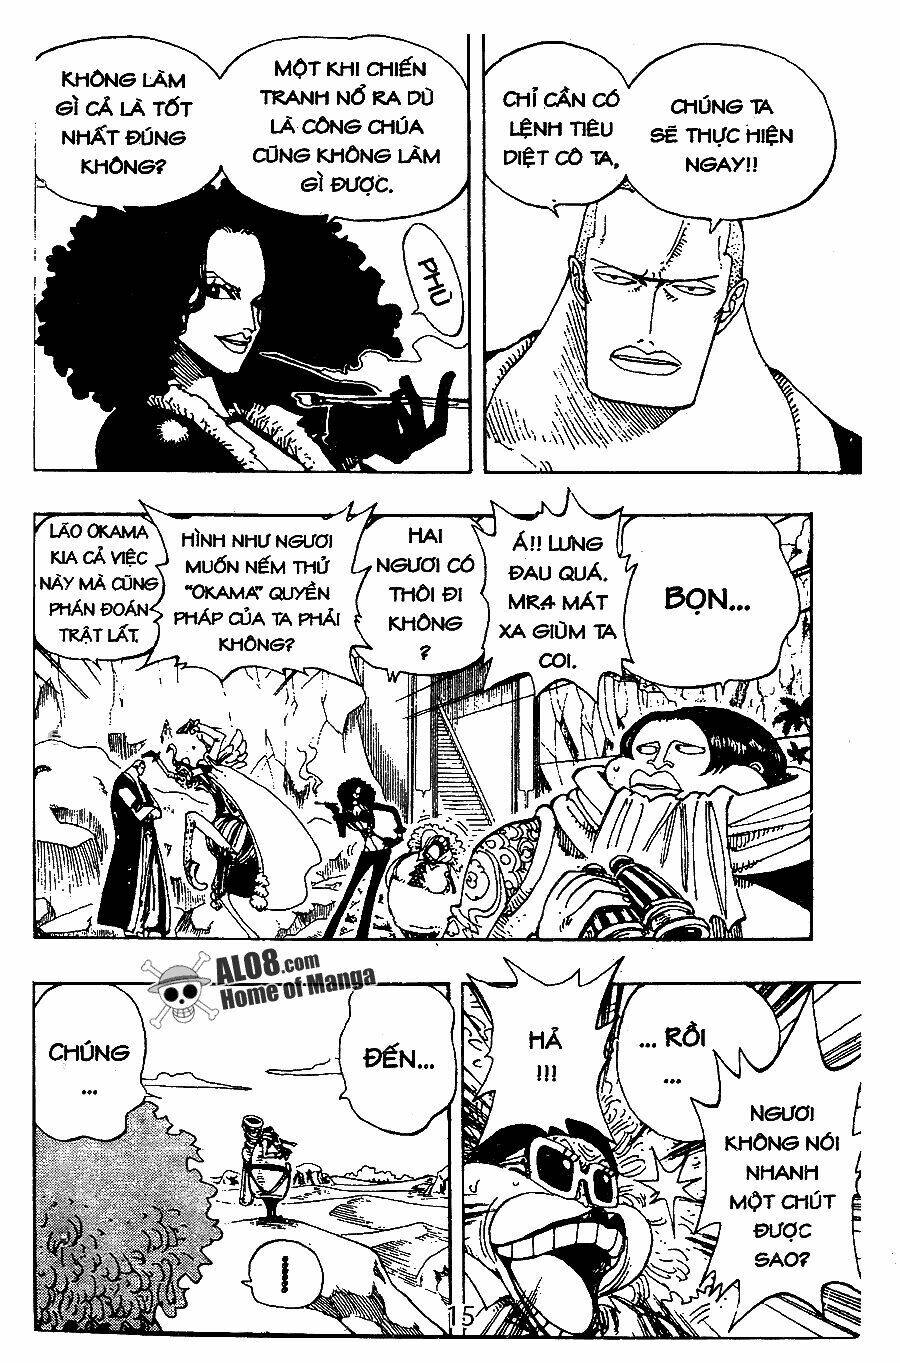 KHÔNG LÀM
GÌ CẢ LÀ TỐT
NHẤT ĐÚNG
KHÔNG?
MỘT KHI CHIẾN
TRANH NỔ RA DÙ
LÀ CÔNG CHÚA
CŨNG KHÔNG LÀM
GÌ ĐƯỢC.
PHÙ
CHỈ CẦN CÓ
LỆNH TIÊU
DIỆT CÔ TA,
CHÚNG TA
SẼ THỰC HIỆN
NGAY!!
LÃO OKAMA
KIA CẢ VIỆC
NÀY MÀ CŨNG
PHÁN ĐOÁN
TRẬT LẤT.
HÌNH NHƯ NGƯƠI
MUỐN NẾM THỬ
"OKAMA" QUYỀN
PHÁP CỦA TA PHẢI
KHÔNG?
HAI
NGƯƠI CÓ
THÔI ĐI
KHÔNG
?
Á!! LƯNG
ĐAU QUÁ,
MR4 MÁT
XA GIÙM TA
COI.
BỌN...
AL08.com
Home of Manga
CHÚNG
...
ĐẾN...
.......
HẢ
!!!
... RỒI
...
NGƯƠI
KHÔNG NÓI
NHANH
MỘT CHÚT
ĐƯỢC
SAO?
15